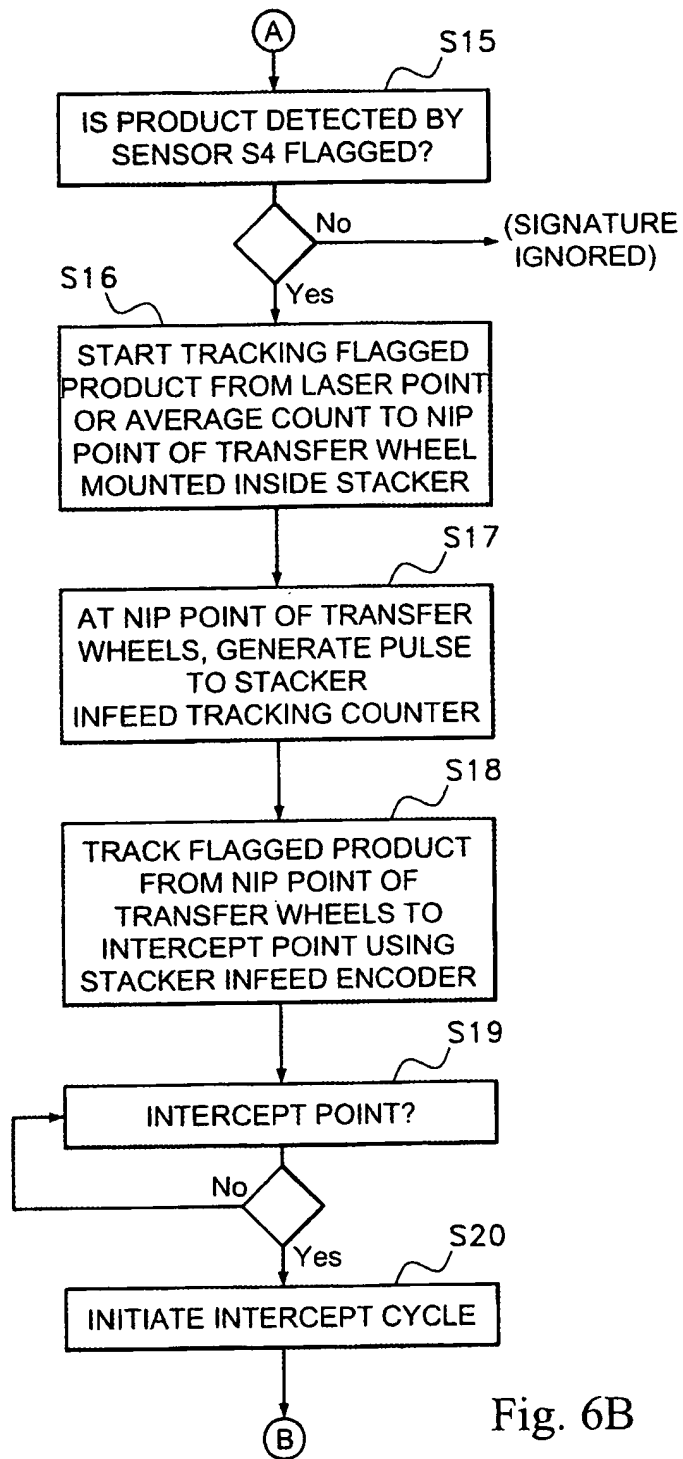 A
S15
IS PRODUCT DETECTED BY
SENSOR S4 FLAGGED?
No
(SIGNATURE
IGNORED)
S16
Yes
START TRACKING FLAGGED
PRODUCT FROM LASER POINT
OR AVERAGE COUNT TO NIP
POINT OF TRANSFER WHEEL
MOUNTED INSIDE STACKER
S17
AT NIP POINT OF TRANSFER
WHEELS, GENERATE PULSE
TO STACKER
INFEED TRACKING COUNTER
S18
TRACK FLAGGED PRODUCT
FROM NIP POINT OF
TRANSFER WHEELS TO
INTERCEPT POINT USING
STACKER INFEED ENCODER
S19
INTERCEPT POINT?
No
Yes
S20
INITIATE INTERCEPT CYCLE
B
Fig. 6B